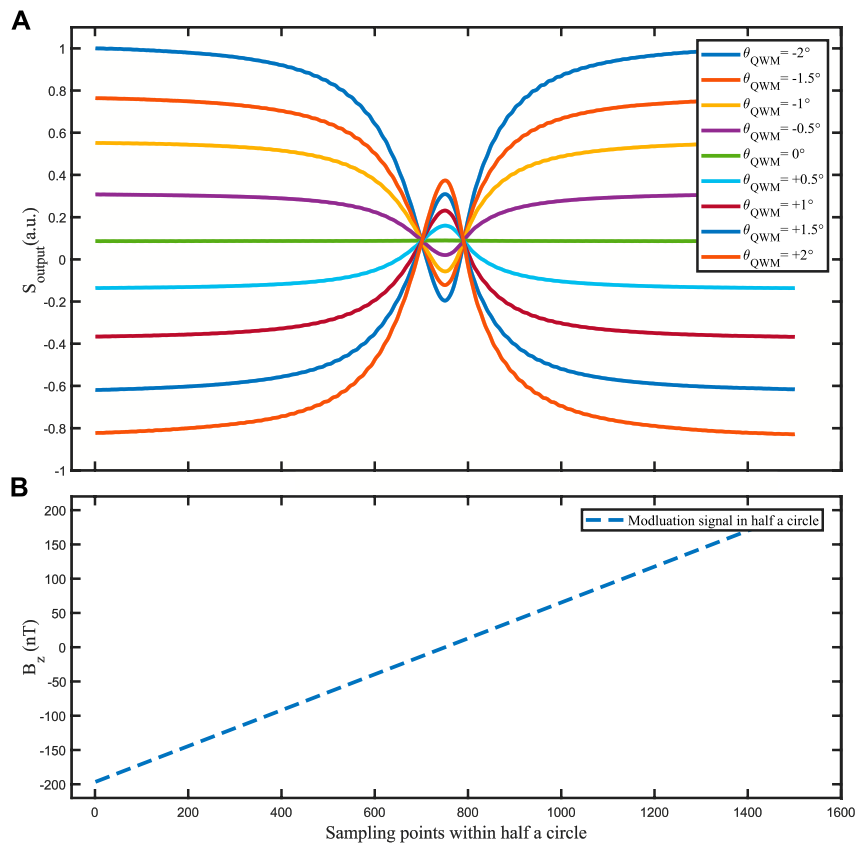 A
1
0.8
0.6
0.4
0.2
0
-0.2
-0.4
-0.6
-0.8
-1
S_output(a.u.)
θ_QWM= -2°
θ_QWM= -1.5°
θ_QWM= -1°
θ_QWM= -0.5°
θ_QWM= 0°
θ_QWM= +0.5°
θ_QWM= +1°
θ_QWM= +1.5°
θ_QWM= +2°
B
200
150
100
50
0
-50
-100
-150
-200
B_z (nT)
Modluation signal in half a circle
0 200 400 600 800 1000 1200 1400 1600
Sampling points within half a circle